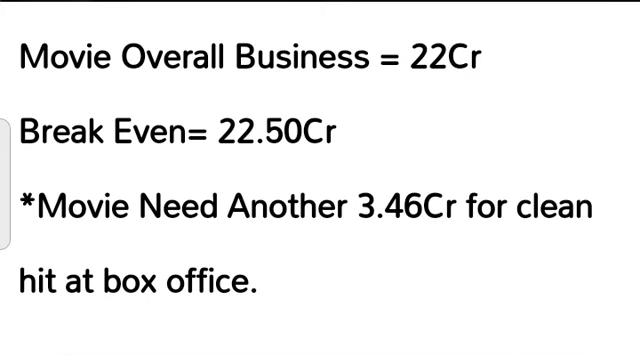 Movie Overall Business = 22Cr
Break Even= 22.50Cr
*Movie Need Another 3.46Cr for clean
hit at box office.